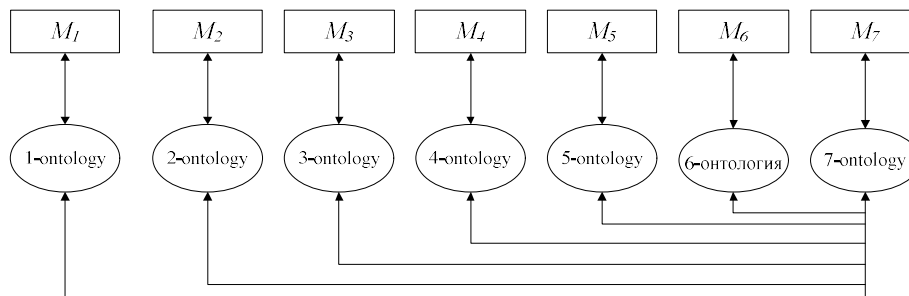 M1
M2
M3
M4
M5
M6
M7
1-ontology
2-ontology
3-ontology
4-ontology
5-ontology
6-онтология
7-ontology